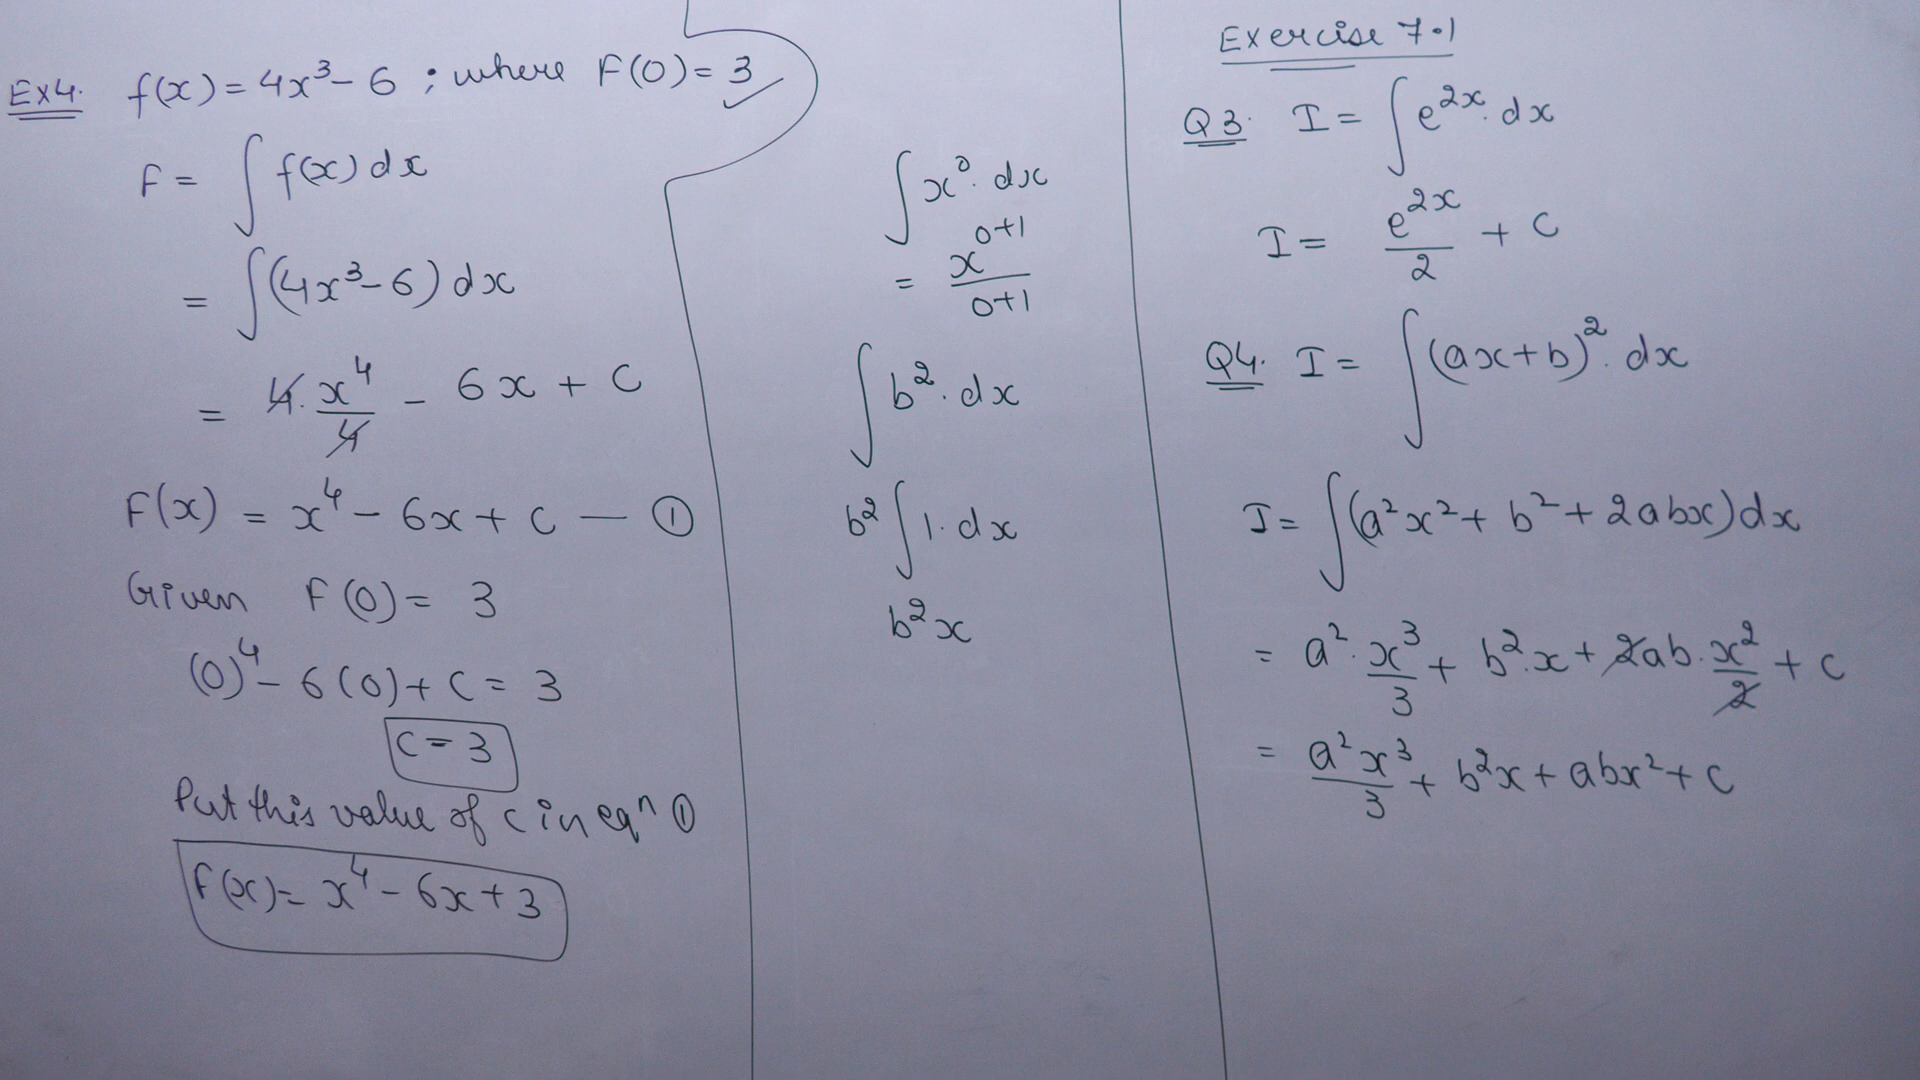 Ex4. f(x) = 4x³ - 6 ; where F(0) = 3 ✓
F = ∫ f(x) dx
= ∫(4x³ - 6) dx
= 4. x⁴/4 - 6x + C
F(x) = x⁴ - 6x + C — ①
Given F(0) = 3
(0)⁴ - 6(0) + C = 3
C = 3
Put this value of C in eqⁿ ①
F(x) = x⁴ - 6x + 3
∫ x⁰. dx
= x⁰⁺¹/0+1
∫ b². dx
b² ∫ 1. dx
b²x
Exercise 7.1
Q3. I = ∫ e²ˣ. dx
I = e²ˣ/2 + C
Q4. I = ∫ (ax+b)². dx
I = ∫(a²x² + b² + 2abx) dx
= a². x³/3 + b².x + 2ab. x²/2 + C
= a²x³/3 + b²x + abx² + C